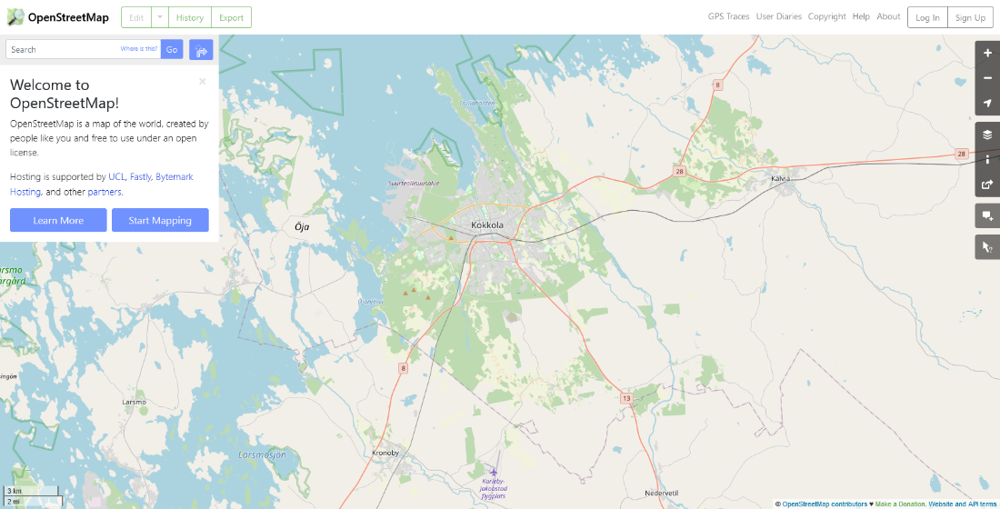 OpenStreetMap
Edit
History
Export
GPS Traces
User Diaries
Copyright
Help
About
Log In
Sign Up
Search
Where is this?
Go
Welcome to
OpenStreetMap!
OpenStreetMap is a map of the world, created by
people like you and free to use under an open
license.
Hosting is supported by UCL, Fastly, Bytemark
Hosting, and other partners.
Learn More
Start Mapping
8
28
28
Kälvia
Suurteollisuusalue
Kokkola
Öja
8
13
Larsmo
Larsmosjön
Kronoby
Karleby-
Jakobstad
flygplats
Nedervetil
3 km
2 mi
© OpenStreetMap contributors ♥ Make a Donation. Website and API terms